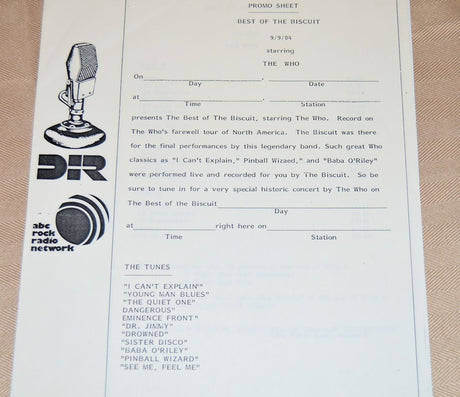 PROMO SHEET
BEST OF THE BISCUIT
9/9/84
starring
THE WHO
On , 
Day Date
at , 
Time Station
presents The Best of The Biscuit, starring The Who. Record on
The Who's farewell tour of North America. The Biscuit was there
for the final performances by this legendary band. Such great Who
classics as "I Can't Explain," Pinball Wizaed," and "Baba O'Riley"
were performed live and recorded for you by The Biscuit. So be
sure to tune in for a very special historic concert by The Who on
The Best of the Biscuit
Day
at right here on
Time Station
DIR
abc
rock
radio
network
THE TUNES
"I CAN'T EXPLAIN"
"YOUNG MAN BLUES"
"THE QUIET ONE"
DANGEROUS"
EMINENCE FRONT"
"DR. JIMMY"
"DROWNED"
"SISTER DISCO"
"BABA O'RILEY"
"PINBALL WIZARD"
"SEE ME, FEEL ME"